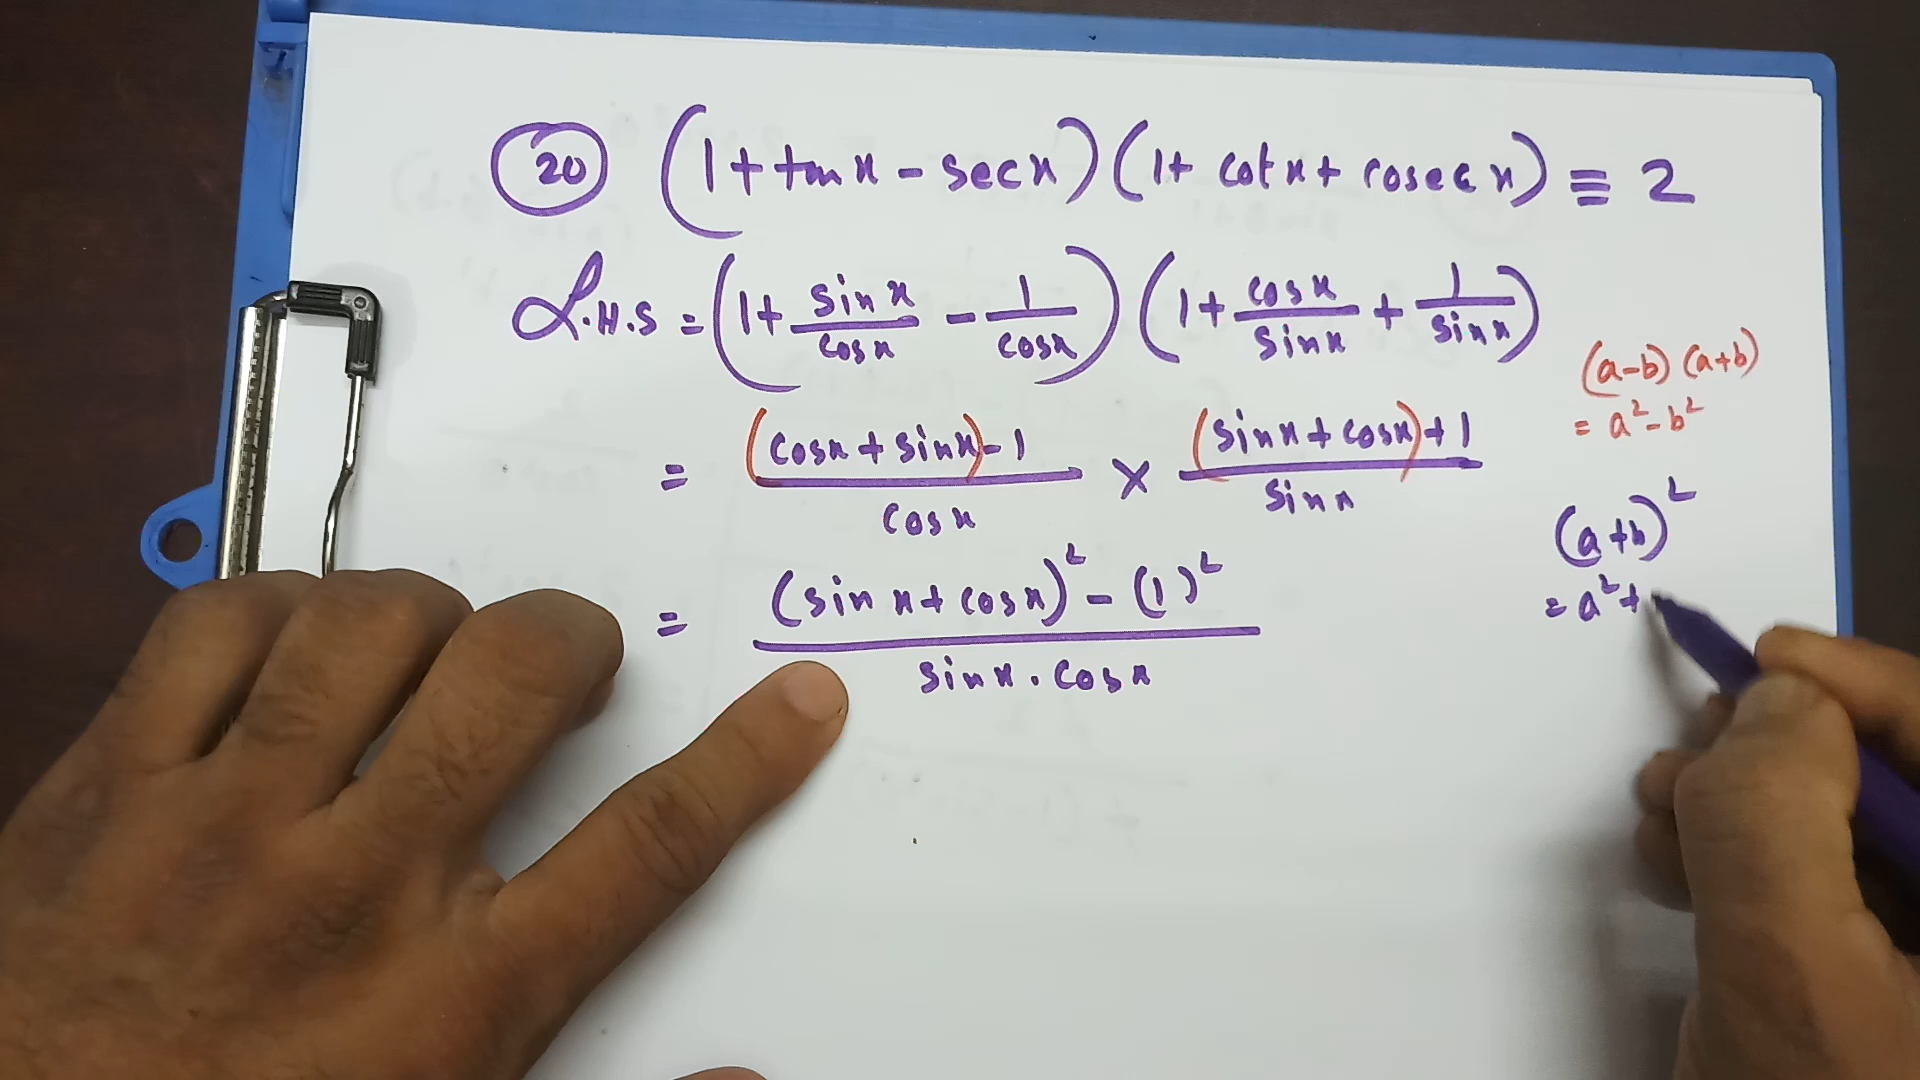 20 (1 + tan x - sec x) (1 + cot x + cosec x) ≡ 2
L.H.S = (1 + sin x / cos x - 1 / cos x) (1 + cos x / sin x + 1 / sin x)
(a-b) (a+b)
= a² - b²
= (cos x + sin x) - 1 / cos x × (sin x + cos x) + 1 / sin x
(a+b)²
= a² +
= (sin x + cos x)² - (1)² / sin x . cos x